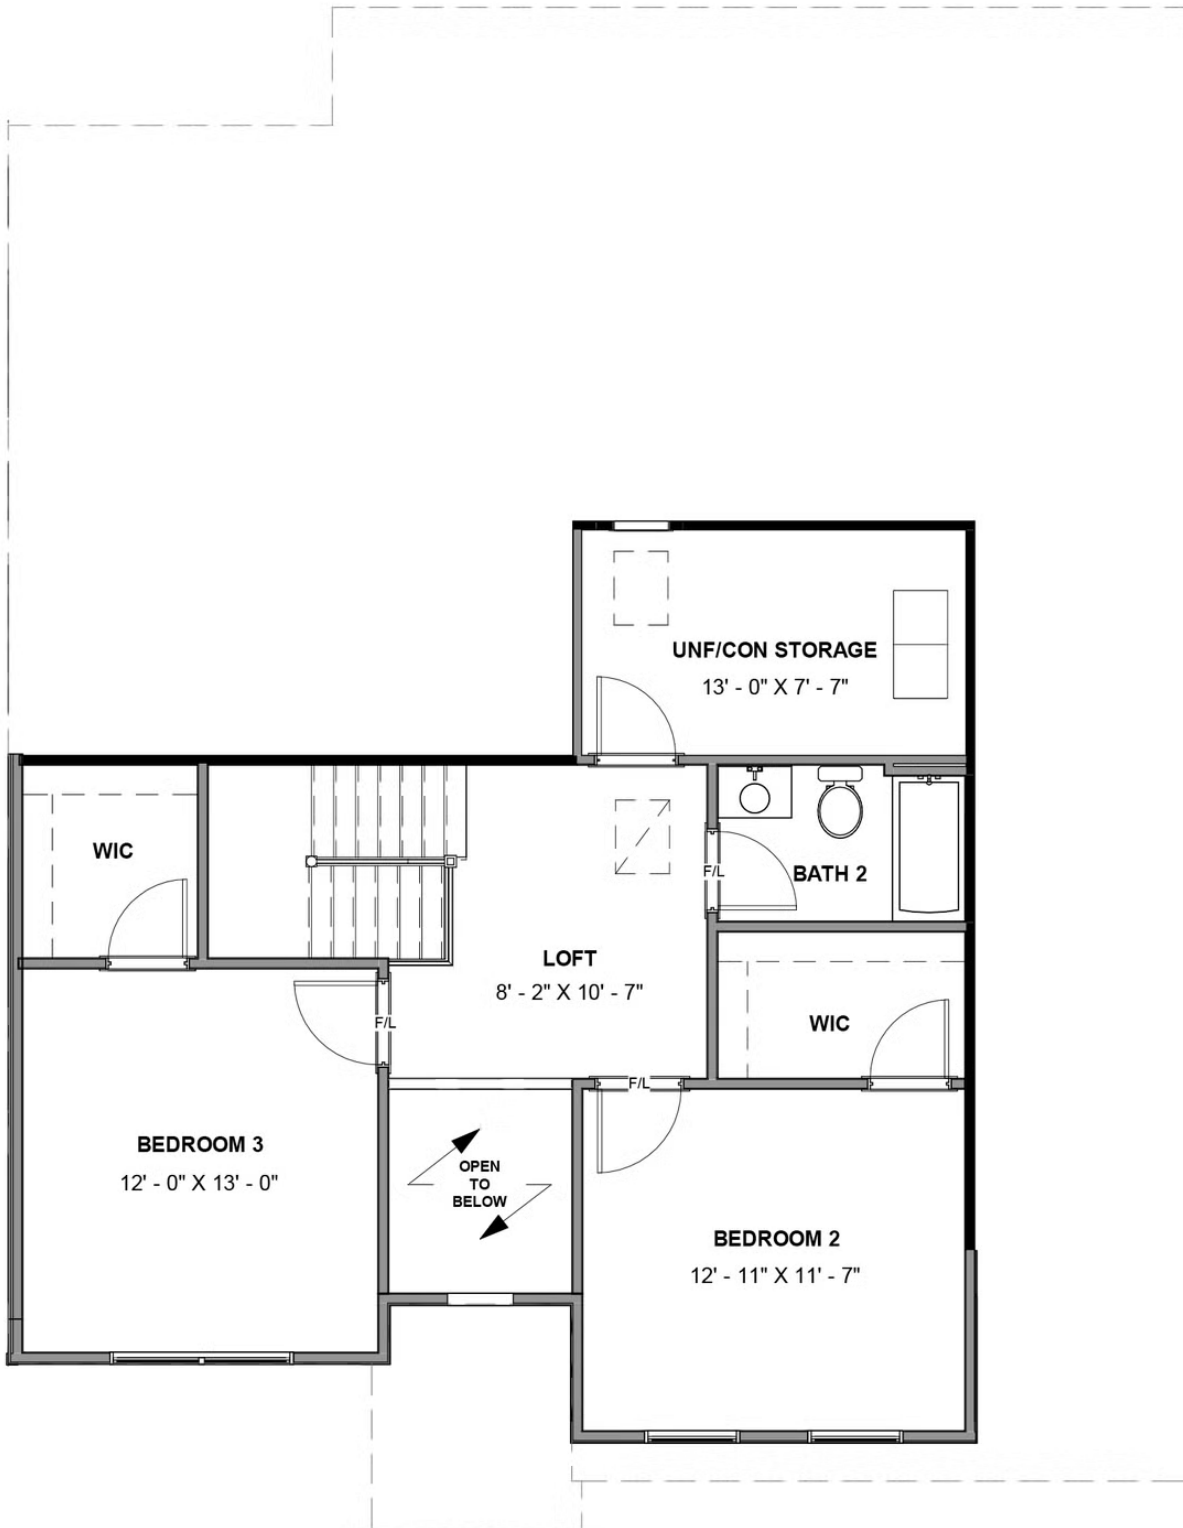 UNF/CON STORAGE
13' - 0" X 7' - 7"
WIC
F/L
BATH 2
LOFT
8' - 2" X 10' - 7"
F/L
WIC
F/L
BEDROOM 3
12' - 0" X 13' - 0"
OPEN
TO
BELOW
BEDROOM 2
12' - 11" X 11' - 7"